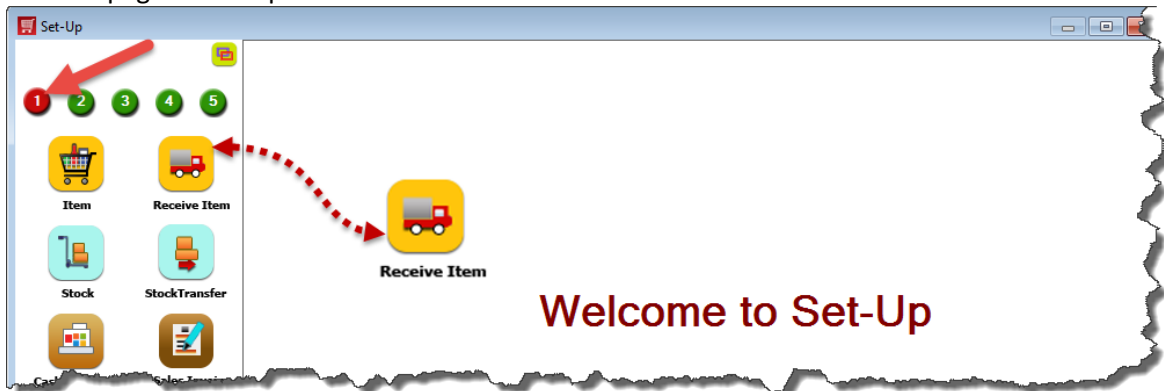 Set-Up
1 2 3 4 5
Item Receive Item
Receive Item
Stock StockTransfer
Welcome to Set-Up